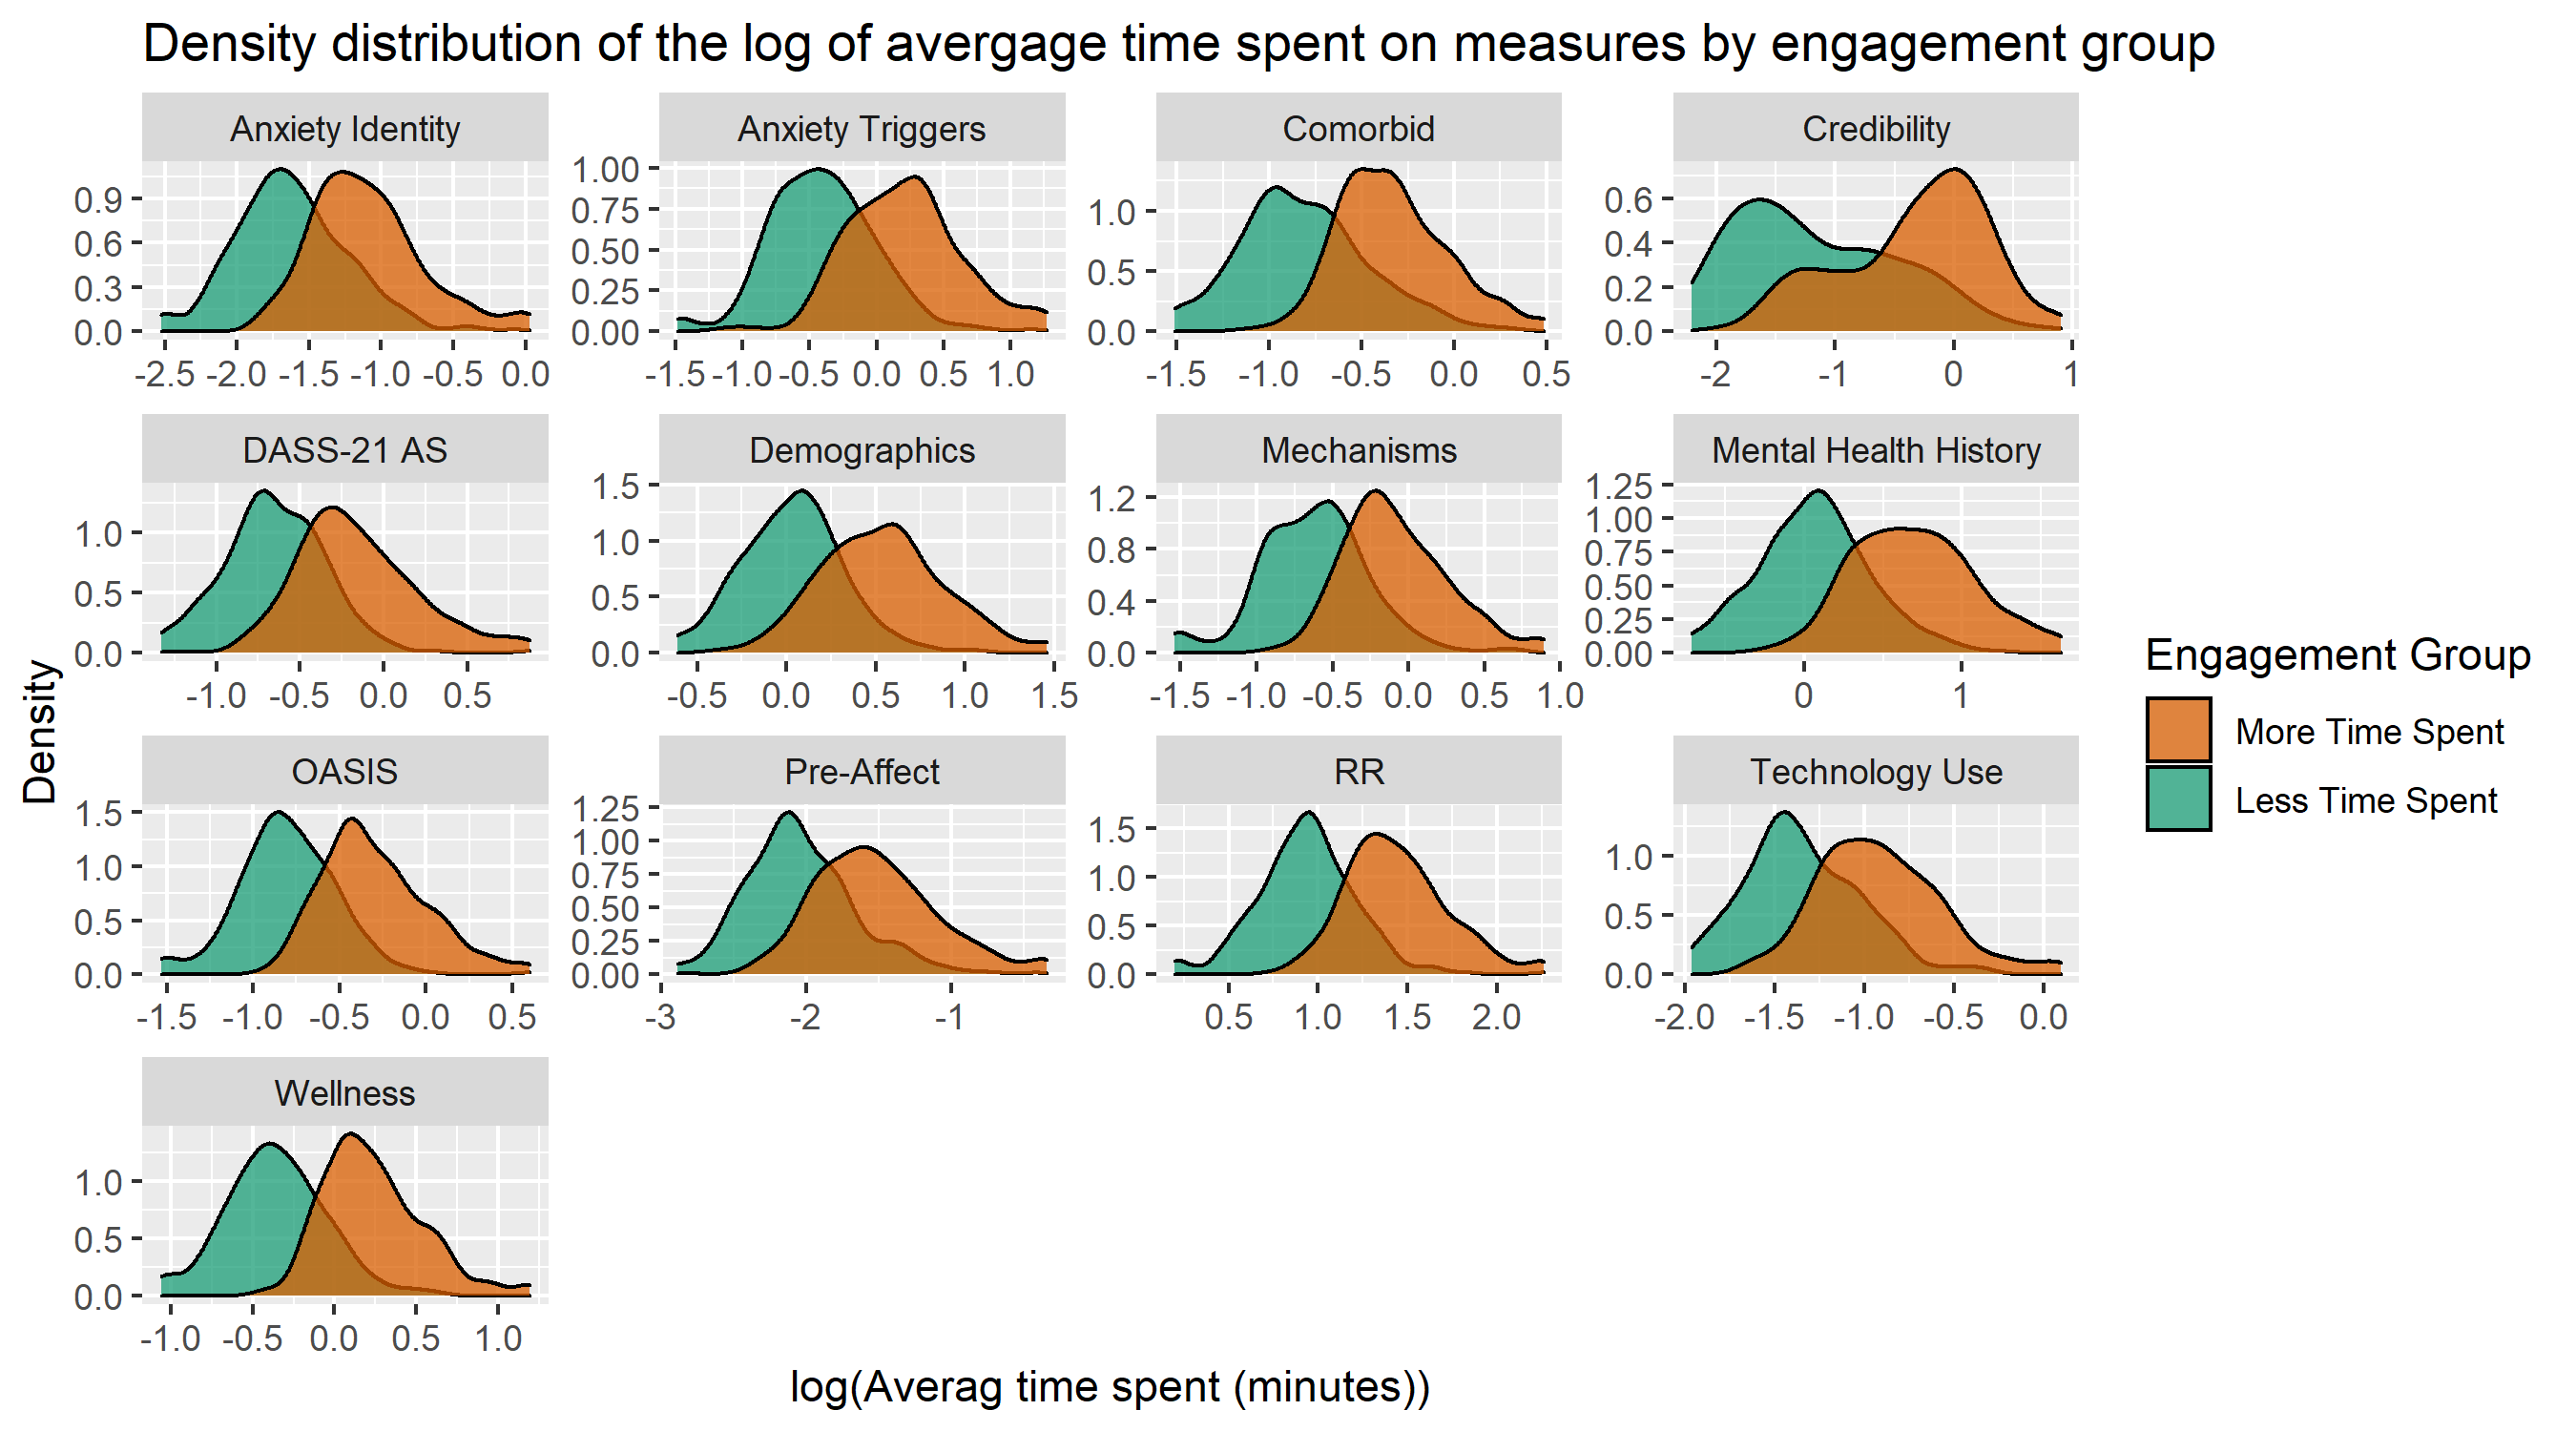 Density distribution of the log of avergage time spent on measures by engagement group
Anxiety Identity
Anxiety Triggers
Comorbid
Credibility
0.9
0.6
0.3
0.0
-2.5 -2.0 -1.5 -1.0 -0.5 0.0
1.00
0.75
0.50
0.25
0.00
-1.5 -1.0 -0.5 0.0 0.5 1.0
1.0
0.5
0.0
-1.5 -1.0 -0.5 0.0 0.5
0.6
0.4
0.2
0.0
-2 -1 0 1
DASS-21 AS
Demographics
Mechanisms
Mental Health History
1.0
0.5
0.0
-1.0 -0.5 0.0 0.5
1.5
1.0
0.5
0.0
-0.5 0.0 0.5 1.0 1.5
1.2
0.8
0.4
0.0
-1.5 -1.0 -0.5 0.0 0.5 1.0
1.25
1.00
0.75
0.50
0.25
0.00
0 1
OASIS
Pre-Affect
RR
Technology Use
1.5
1.0
0.5
0.0
-1.5 -1.0 -0.5 0.0 0.5
1.25
1.00
0.75
0.50
0.25
0.00
-3 -2 -1
1.5
1.0
0.5
0.0
0.5 1.0 1.5 2.0
1.0
0.5
0.0
-2.0 -1.5 -1.0 -0.5 0.0
Wellness
1.0
0.5
0.0
-1.0 -0.5 0.0 0.5 1.0
Density
log(Averag time spent (minutes))
Engagement Group
More Time Spent
Less Time Spent